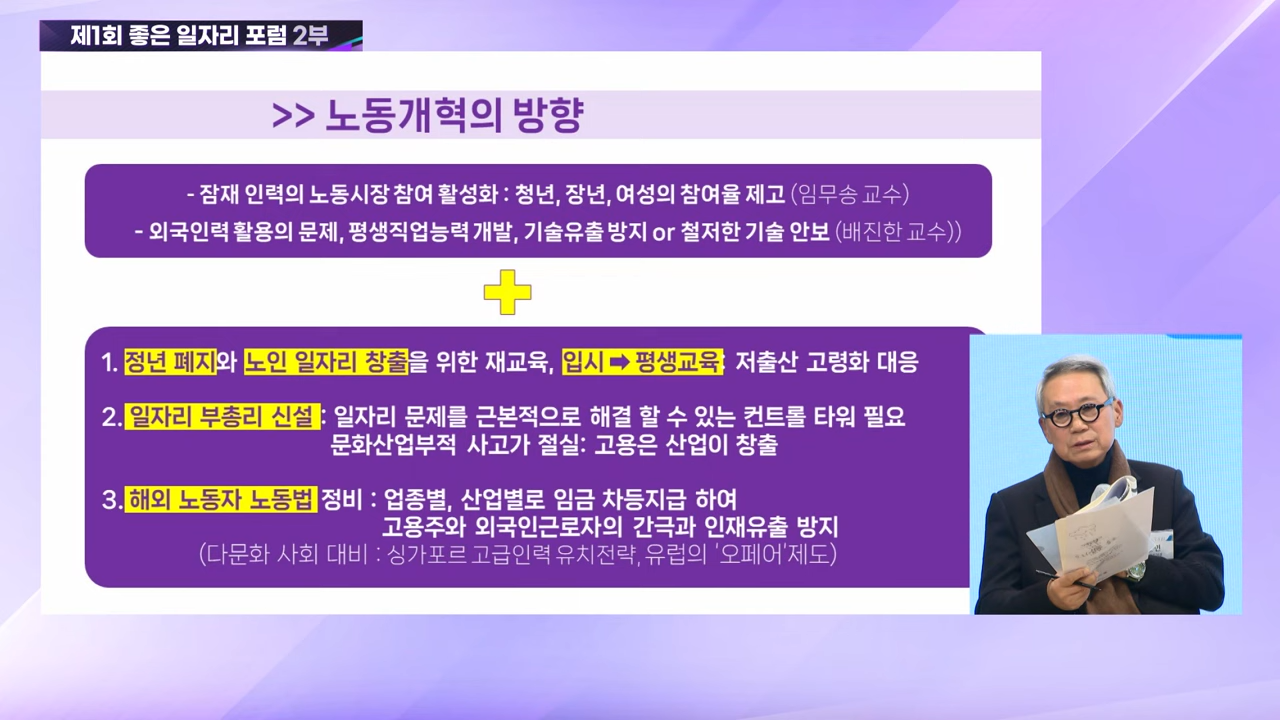 제1회 좋은 일자리 포럼 2부
>> 노동개혁의 방향
- 잠재 인력의 노동시장 참여 활성화 : 청년, 장년, 여성의 참여율 제고 (임무송 교수)
- 외국인력 활용의 문제, 평생직업능력 개발, 기술유출 방지 or 철저한 기술 안보 (배진한 교수))
1. 정년 폐지와 노인 일자리 창출을 위한 재교육, 입시 ➡ 평생교육: 저출산 고령화 대응
2. 일자리 부총리 신설 : 일자리 문제를 근본적으로 해결 할 수 있는 컨트롤 타워 필요
문화산업부적 사고가 절실: 고용은 산업이 창출
3. 해외 노동자 노동법 정비 : 업종별, 산업별로 임금 차등지급 하여
고용주와 외국인근로자의 간극과 인재유출 방지
(다문화 사회 대비 : 싱가포르 고급인력 유치전략, 유럽의 '오페어'제도)